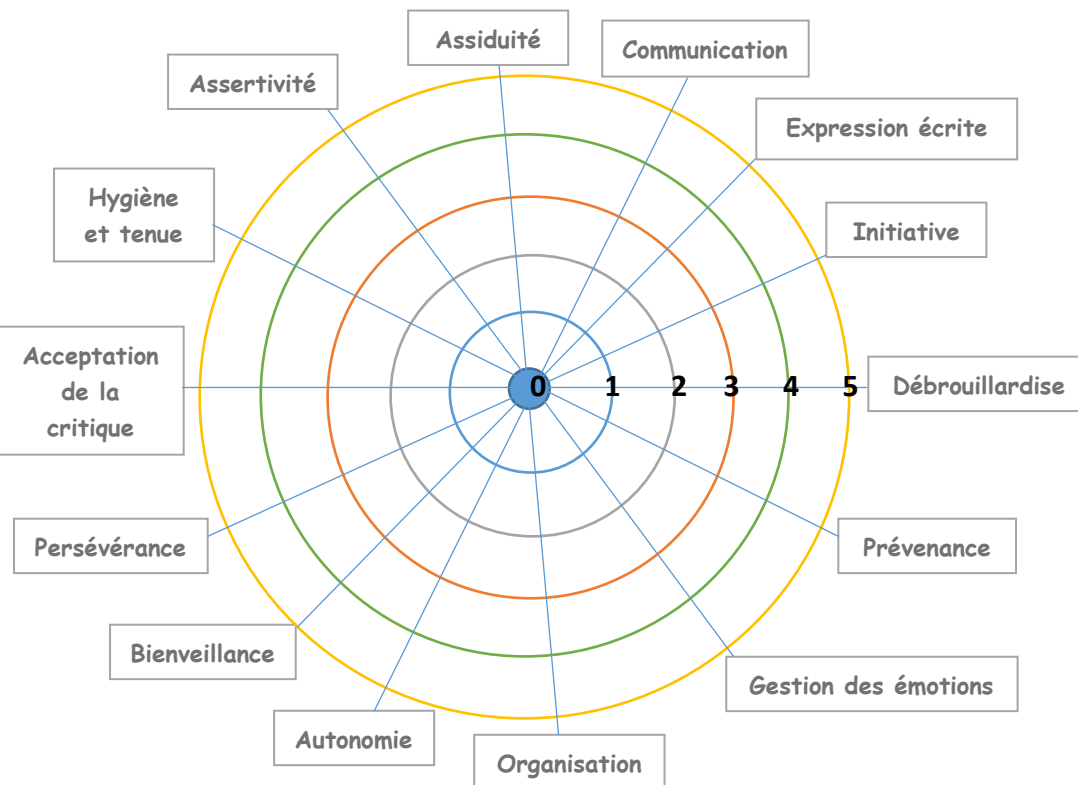 Assiduité
Communication
Assertivité
Expression écrite
Hygiène
et tenue
Initiative
Acceptation
de la
critique
0 1 2 3 4 5
Débrouillardise
Persévérance
Prévenance
Bienveillance
Gestion des émotions
Autonomie
Organisation